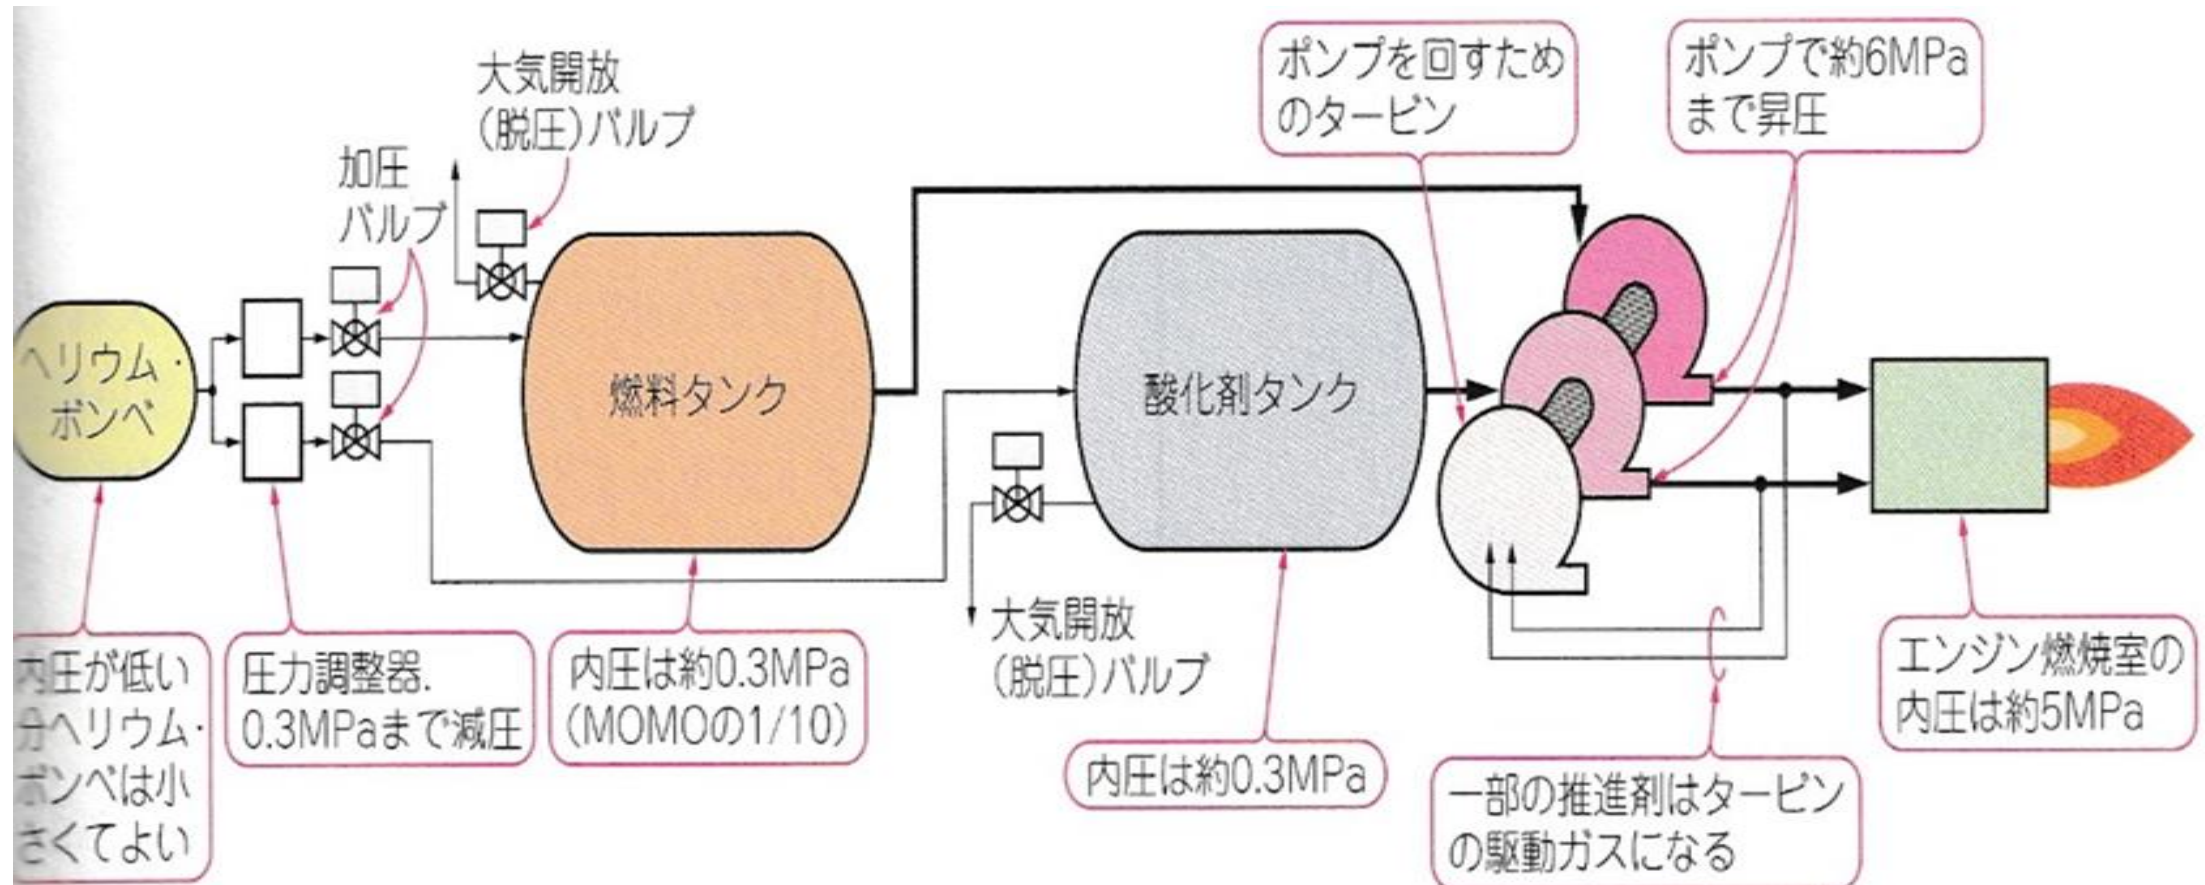 大気開放
(脱圧)バルブ
加圧
バルブ
ポンプを回すため
のタービン
ポンプで約6MPa
まで昇圧
ヘリウム・
ボンベ
燃料タンク
酸化剤タンク
大気開放
(脱圧)バルブ
内圧が低い
分ヘリウム・
ボンベは小
さくてよい
圧力調整器.
0.3MPaまで減圧
内圧は約0.3MPa
(MOMOの1/10)
内圧は約0.3MPa
一部の推進剤はタービン
の駆動ガスになる
エンジン燃焼室の
内圧は約5MPa